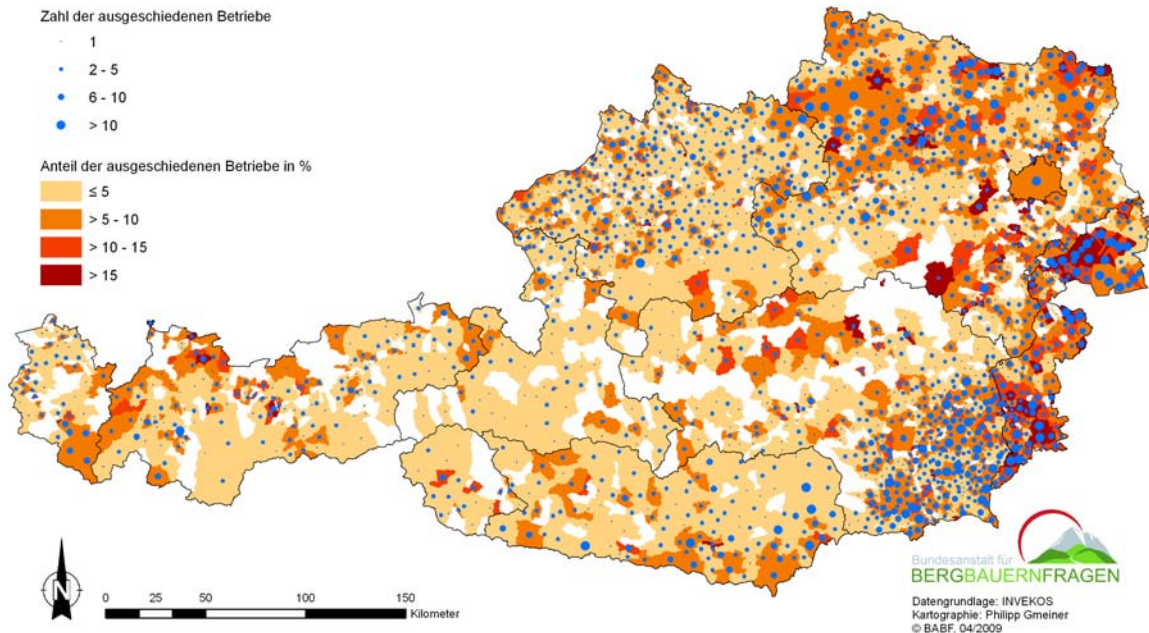 Zahl der ausgeschiedenen Betriebe
1
2 - 5
6 - 10
> 10
Anteil der ausgeschiedenen Betriebe in %
≤ 5
> 5 - 10
> 10 - 15
> 15
N
0 25 50 100 150
Kilometer
Bundesanstalt für
BERGBAUERNFRAGEN
Datengrundlage: INVEKOS
Kartographie: Philipp Gmeiner
© BABF, 04/2009